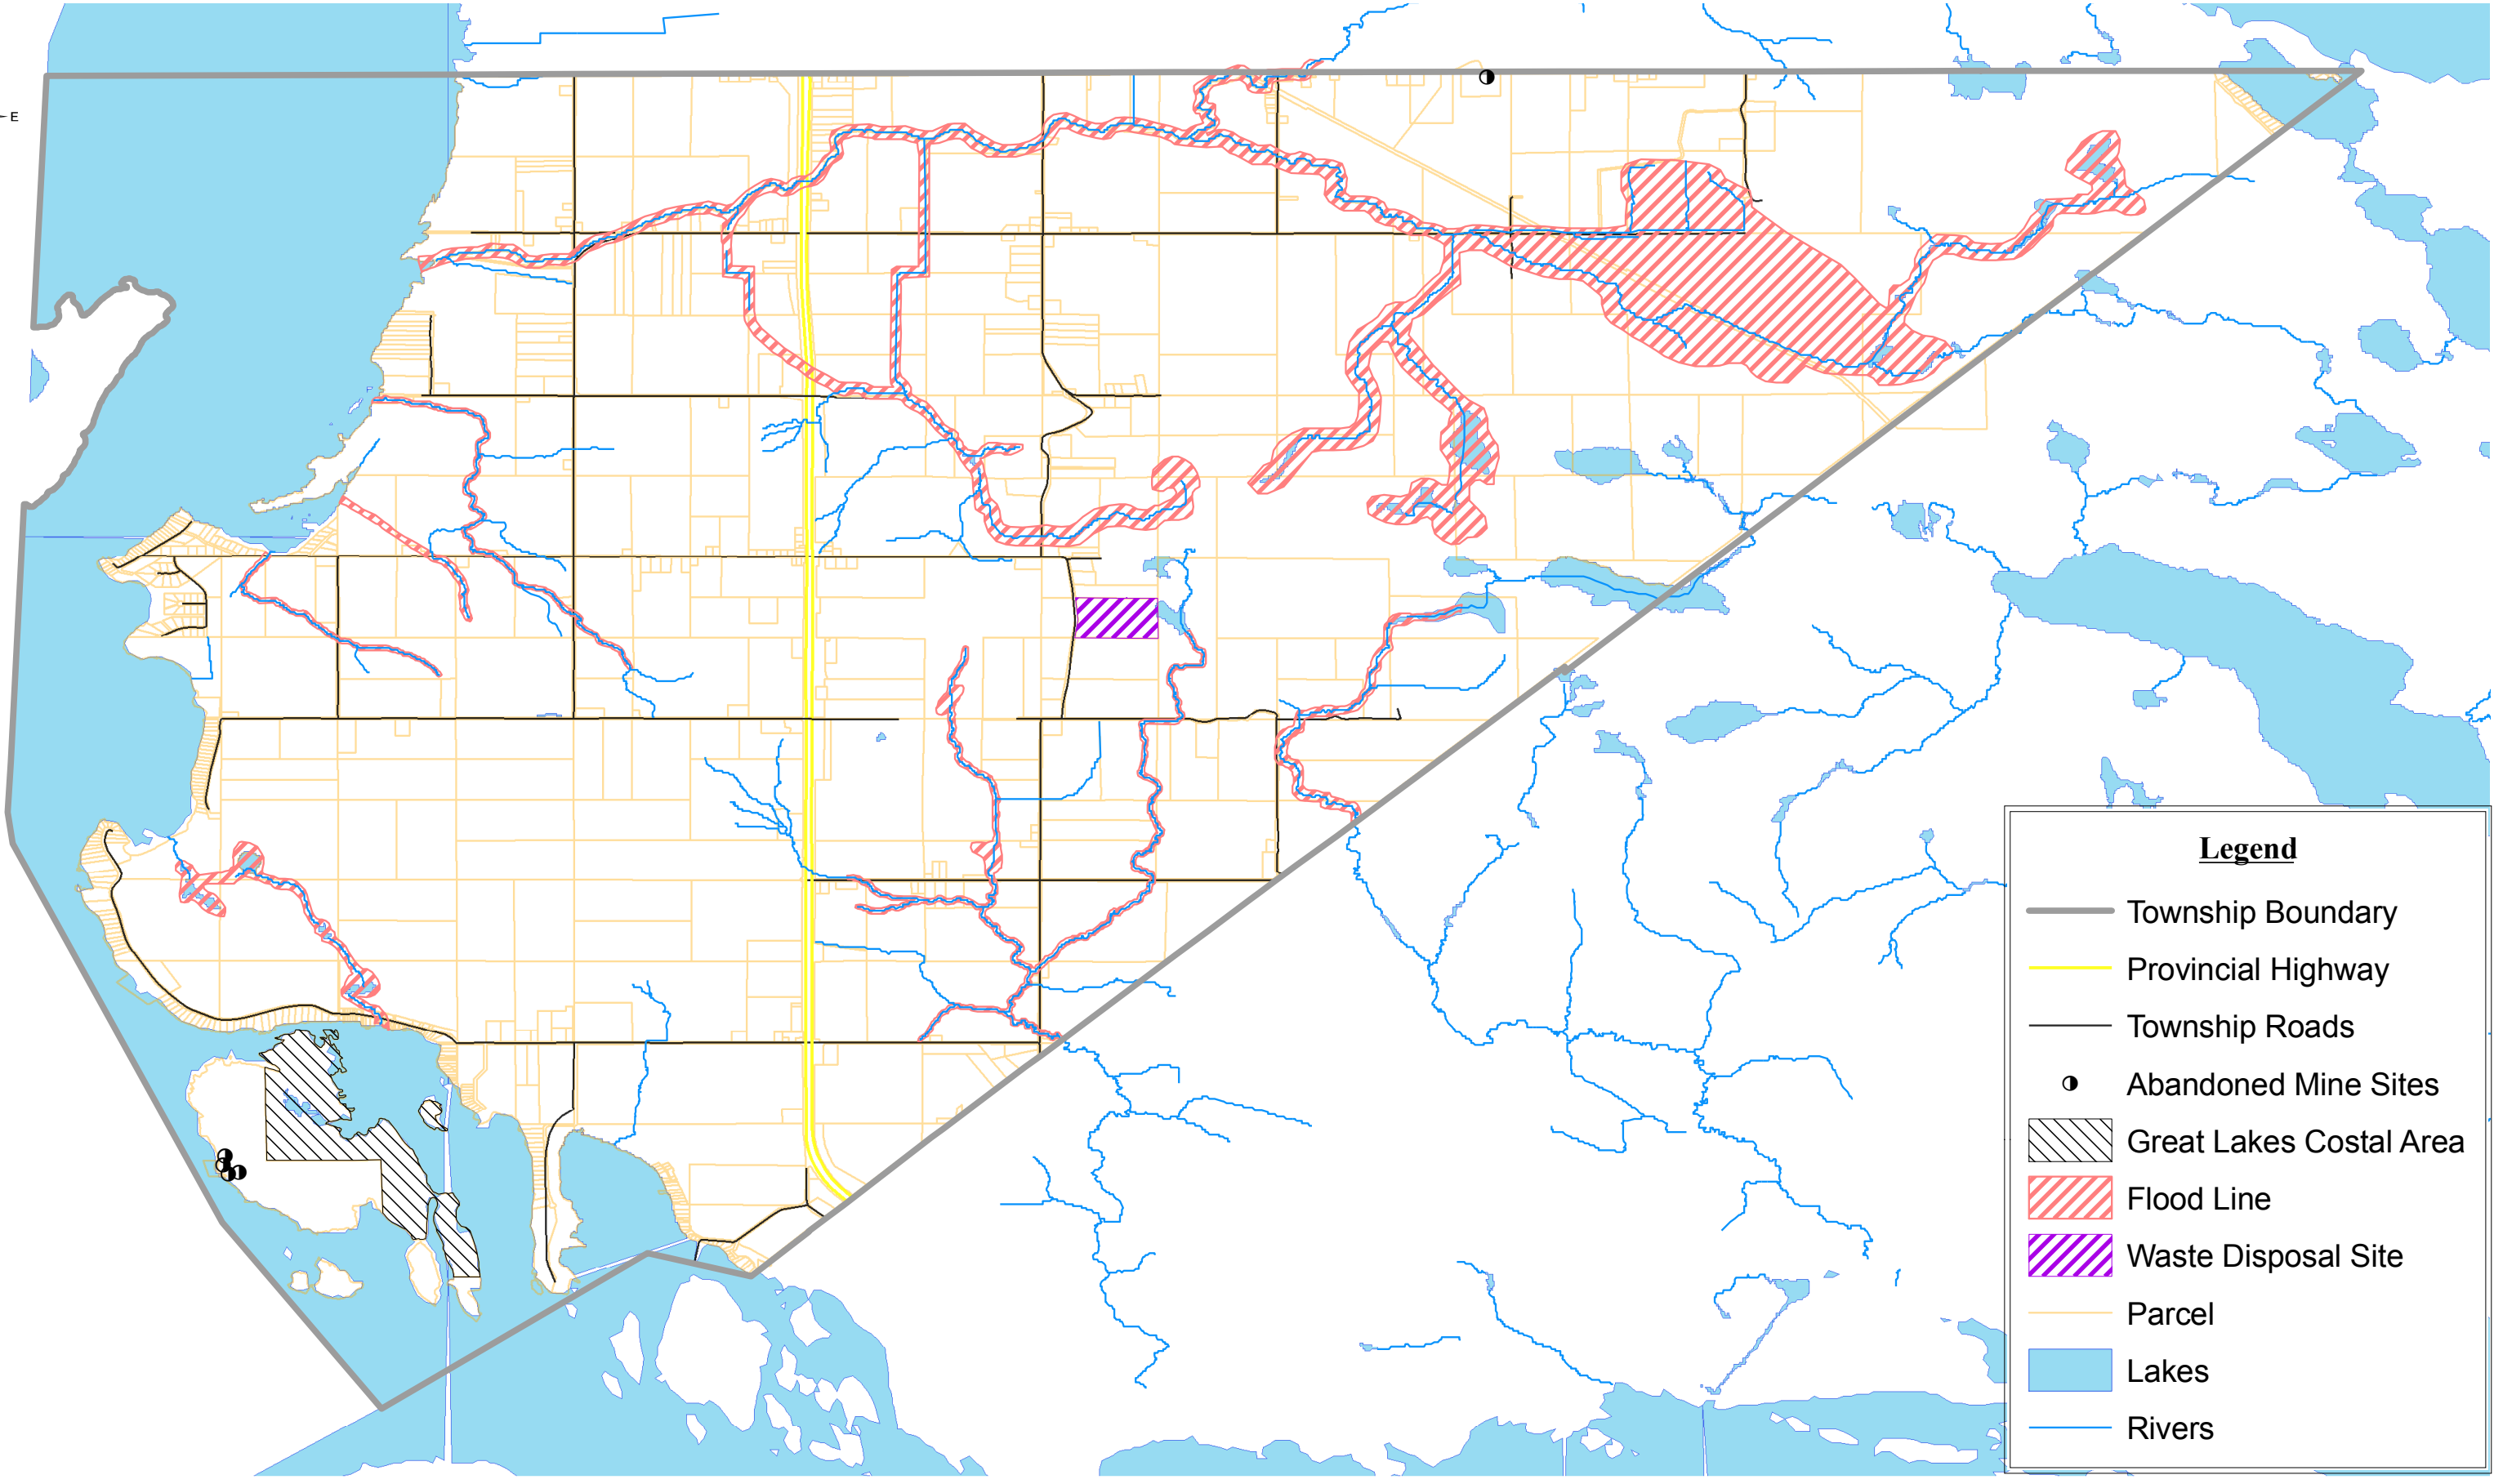 E
Legend
Township Boundary
Provincial Highway
Township Roads
Abandoned Mine Sites
Great Lakes Costal Area
Flood Line
Waste Disposal Site
Parcel
Lakes
Rivers